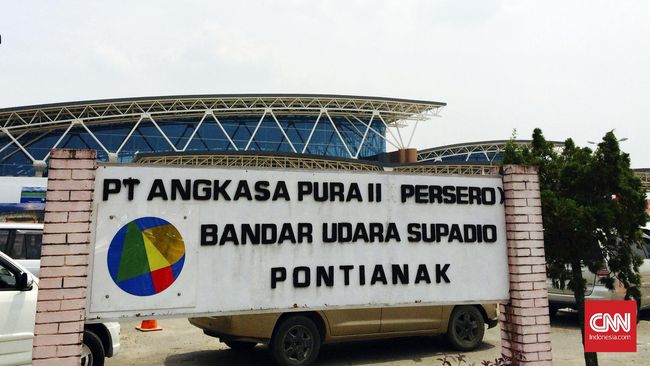 PT ANGKASA PURA II PERSERO)
BANDAR UDARA SUPADIO
PONTIANAK
CNN
Indonesia.com